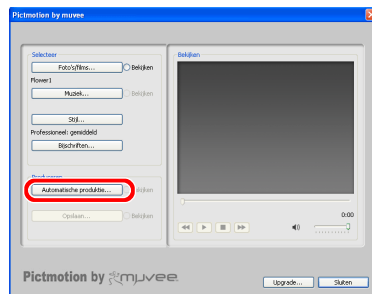 Pictmotion by muvee
Selecteer
Foto's/films...
Bekijken
Flower1
Muziek...
Bekijken
Stijl...
Professioneel: gemiddeld
Bijschriften...
Produceren
Automatische produktie...
Bekijken
Opslaan...
Bekijken
Bekijken
0:00
Pictmotion by muvee
Upgrade...
Sluiten